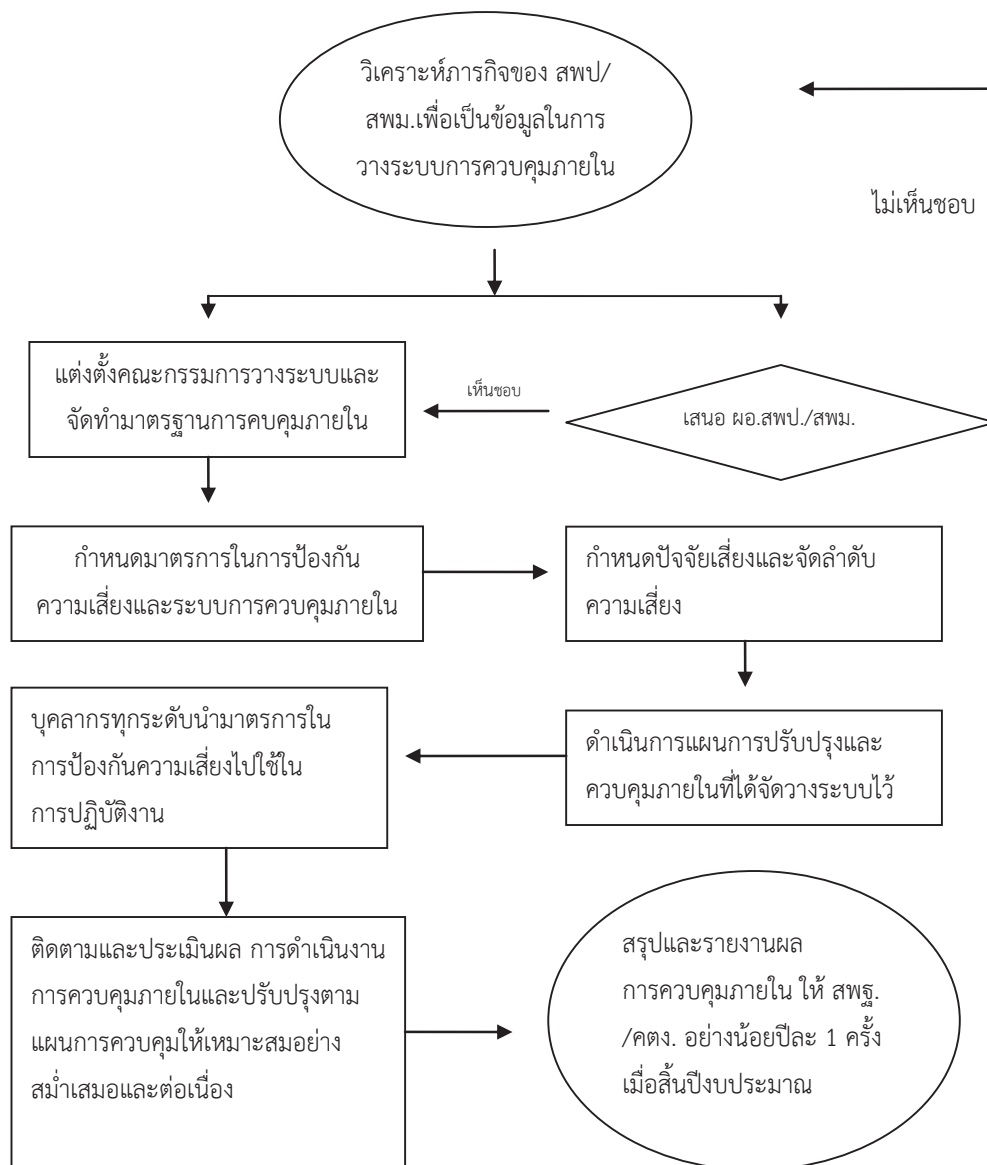 วิเคราะห์ภารกิจของ สพป/
สพม.เพื่อเป็นข้อมูลในการ
วางระบบการควบคุมภายใน
ไม่เห็นชอบ
แต่งตั้งคณะกรรมการวางระบบและ
จัดทำมาตรฐานการคบคุมภายใน
เห็นชอบ
เสนอ ผอ.สพป./สพม.
กำหนดมาตรการในการป้องกัน
ความเสี่ยงและระบบการควบคุมภายใน
กำหนดปัจจัยเสี่ยงและจัดลำดับ
ความเสี่ยง
ดำเนินการแผนการปรับปรุงและ
ควบคุมภายในที่ได้จัดวางระบบไว้
บุคลากรทุกระดับนำมาตรการใน
การป้องกันความเสี่ยงไปใช้ใน
การปฏิบัติงาน
ติดตามและประเมินผล การดำเนินงาน
การควบคุมภายในและปรับปรุงตาม
แผนการควบคุมให้เหมาะสมอย่าง
สม่ำเสมอและต่อเนื่อง
สรุปและรายงานผล
การควบคุมภายใน ให้ สพฐ.
/คตง. อย่างน้อยปีละ 1 ครั้ง
เมื่อสิ้นปีงบประมาณ